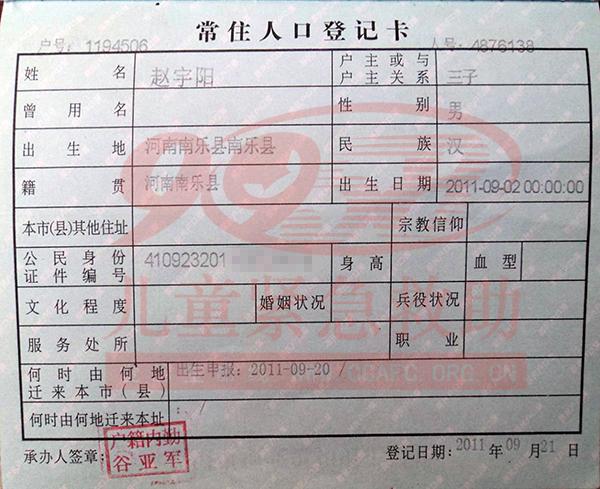 常住人口登记卡
户号：1194506 人号：4876138
姓名 赵宇阳 户主或与户主关系 三子
曾用名 性别 男
出生地 河南南乐县南乐县 民族 汉
籍贯 河南南乐县 出生日期 2011-09-02 00:00:00
本市(县)其他住址 宗教信仰
公民身份证件编号 410923201 身高 血型
文化程度 婚姻状况 兵役状况
儿童紧急救助
服务处所 职业
何时由何地迁来本市(县) 出生申报：2011-09-20 /
何时由何地迁来本址 : /
承办人签章： 户籍内勤 谷亚军 登记日期：2011年09月21日